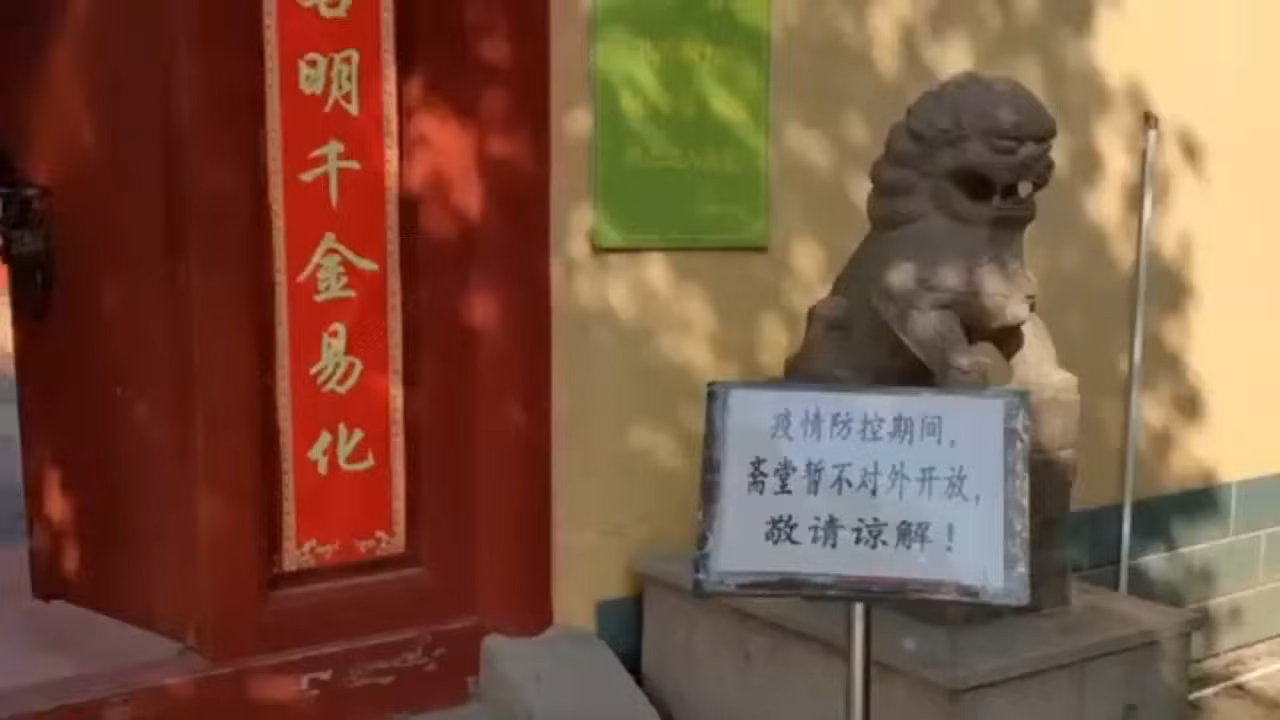 明千金易化
疫情防控期间,
斋堂暂不对外开放,
敬请谅解!